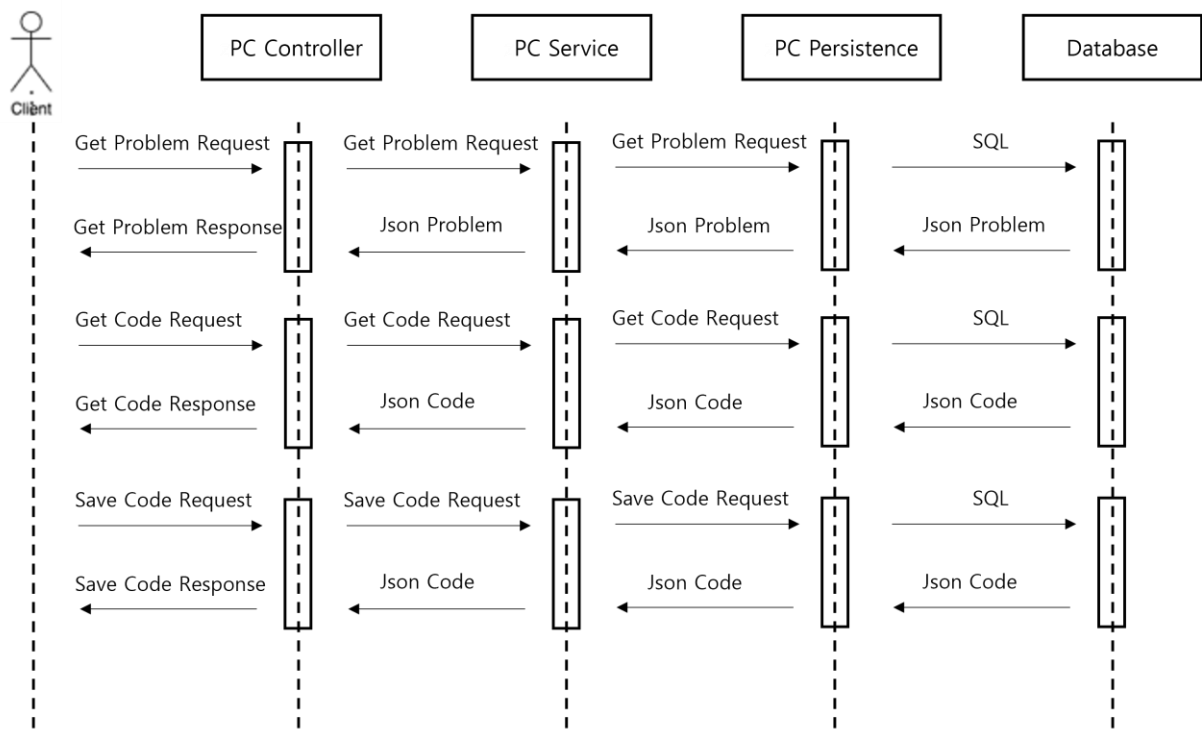 PC Controller
PC Service
PC Persistence
Database
Client
Get Problem Request
Get Problem Request
Get Problem Request
SQL
Get Problem Response
Json Problem
Json Problem
Json Problem
Get Code Request
Get Code Request
Get Code Request
SQL
Get Code Response
Json Code
Json Code
Json Code
Save Code Request
Save Code Request
Save Code Request
SQL
Save Code Response
Json Code
Json Code
Json Code